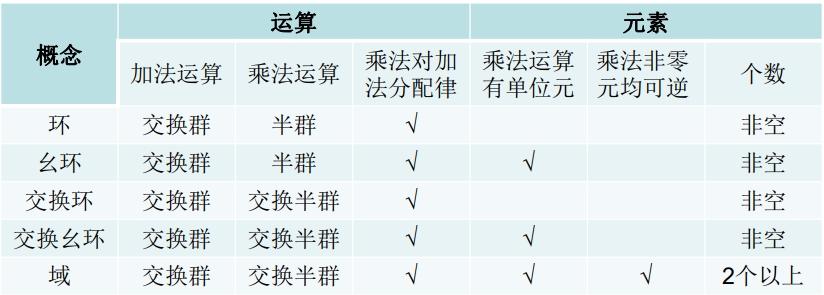 概念 运算 元素
加法运算 乘法运算 乘法对加法分配律 乘法运算有单位元 乘法非零元均可逆 个数
环 交换群 半群 √ 非空
幺环 交换群 半群 √ √ 非空
交换环 交换群 交换半群 √ 非空
交换幺环 交换群 交换半群 √ √ 非空
域 交换群 交换半群 √ √ √ 2个以上